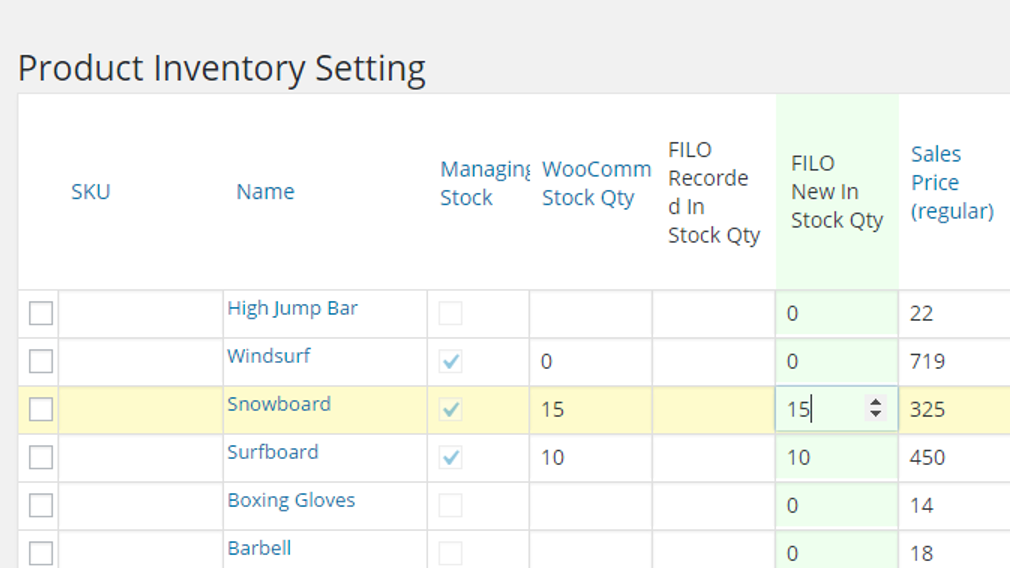 Product Inventory Setting
SKU
Name
Managing
Stock
WooComm
Stock Qty
FILO
Recorde
d In
Stock Qty
FILO
New In
Stock Qty
Sales
Price
(regular)
High Jump Bar 0 22
Windsurf 0 0 719
Snowboard 15 15 325
Surfboard 10 10 450
Boxing Gloves 0 14
Barbell 0 18